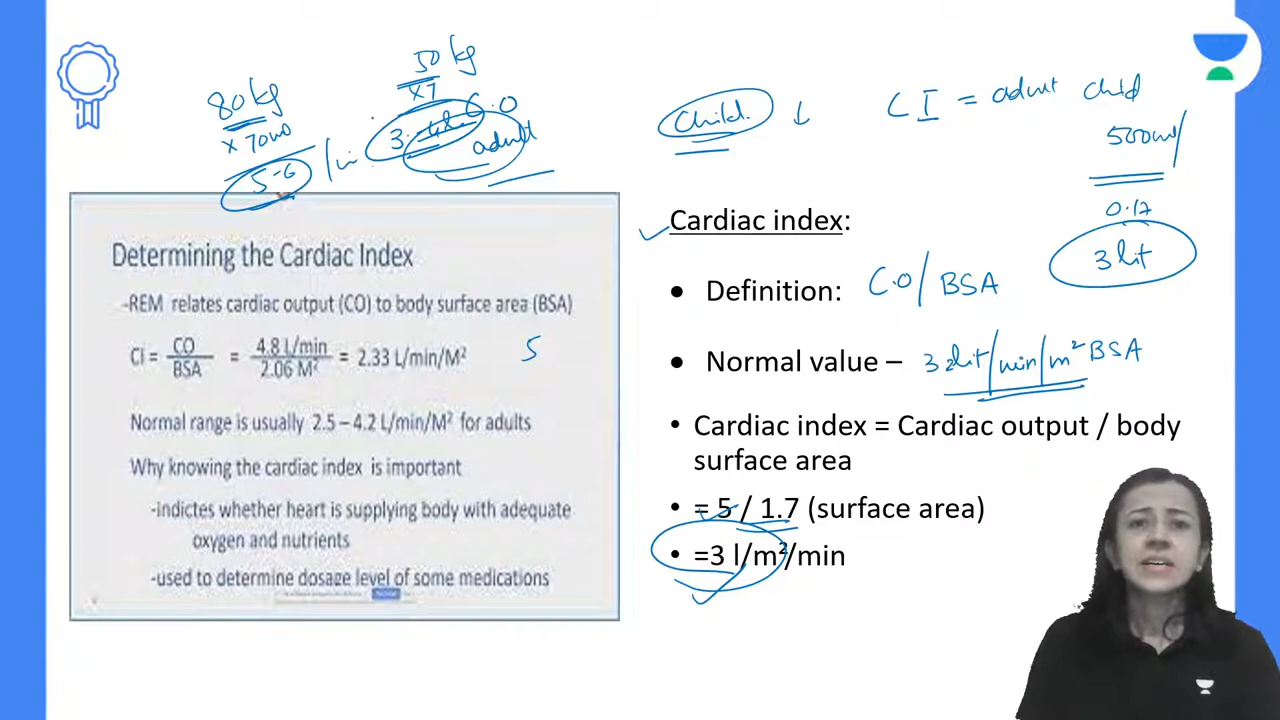 80 kg
x 70ml
5-6 /
50 kg
x 7
C.O
adult
Child. ↓
CI = adult child
500ml/
0.17
3 lit
Determining the Cardiac Index
-REM relates cardiac output (CO) to body surface area (BSA)
CI = CO/BSA = 4.8 L/min / 2.06 M² = 2.33 L/min/M²
5
Normal range is usually 2.5 – 4.2 L/min/M² for adults
Why knowing the cardiac index is important
-indictes whether heart is supplying body with adequate
oxygen and nutrients
-used to determine dosage level of some medications
Cardiac index:
• Definition: C.O/BSA
• Normal value – 3 lit/min/m² BSA
• Cardiac index = Cardiac output / body
surface area
• = 5 / 1.7 (surface area)
• =3 l/m²/min